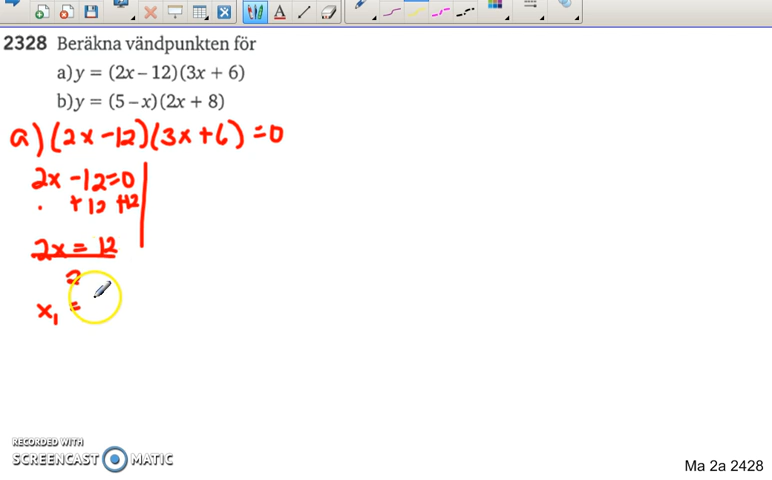 2328 Beräkna vändpunkten för
a) y = (2x – 12)(3x + 6)
b) y = (5 – x)(2x + 8)
a) (2x - 12)(3x + 6) = 0
2x - 12 = 0
+ 12 + 12
2x = 12
2
x₁ =
RECORDED WITH
SCREENCAST MATIC
Ma 2a 2428